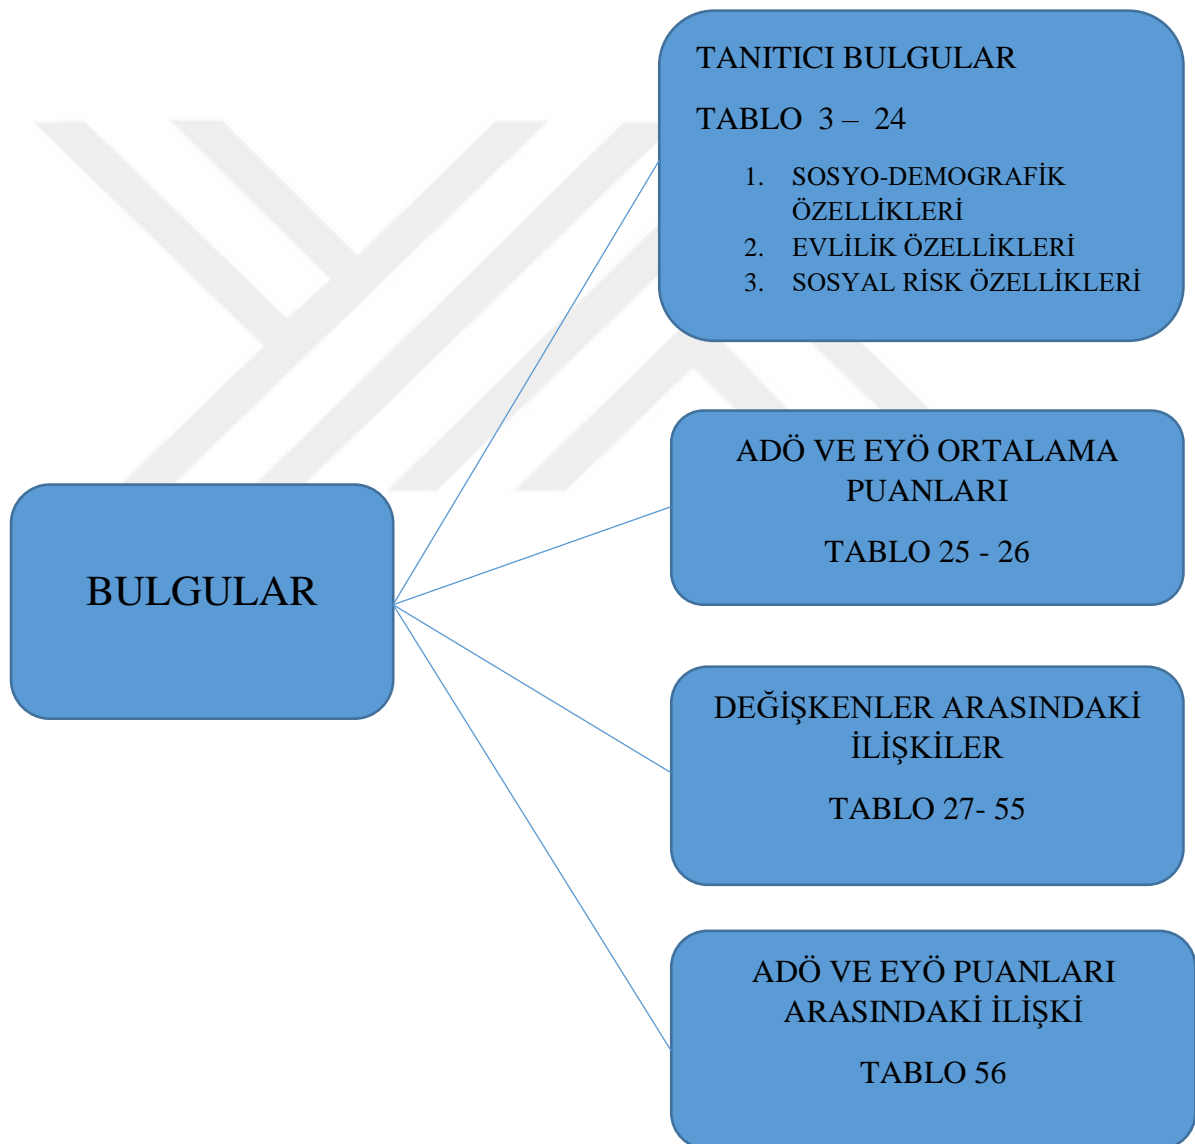 TANITICI BULGULAR
TABLO 3 – 24
1. SOSYO-DEMOGRAFİK
ÖZELLİKLERİ
2. EVLİLİK ÖZELLİKLERİ
3. SOSYAL RİSK ÖZELLİKLERİ
ADÖ VE EYÖ ORTALAMA
PUANLARI
TABLO 25 - 26
BULGULAR
DEĞİŞKENLER ARASINDAKİ
İLİŞKİLER
TABLO 27- 55
ADÖ VE EYÖ PUANLARI
ARASINDAKİ İLİŞKİ
TABLO 56